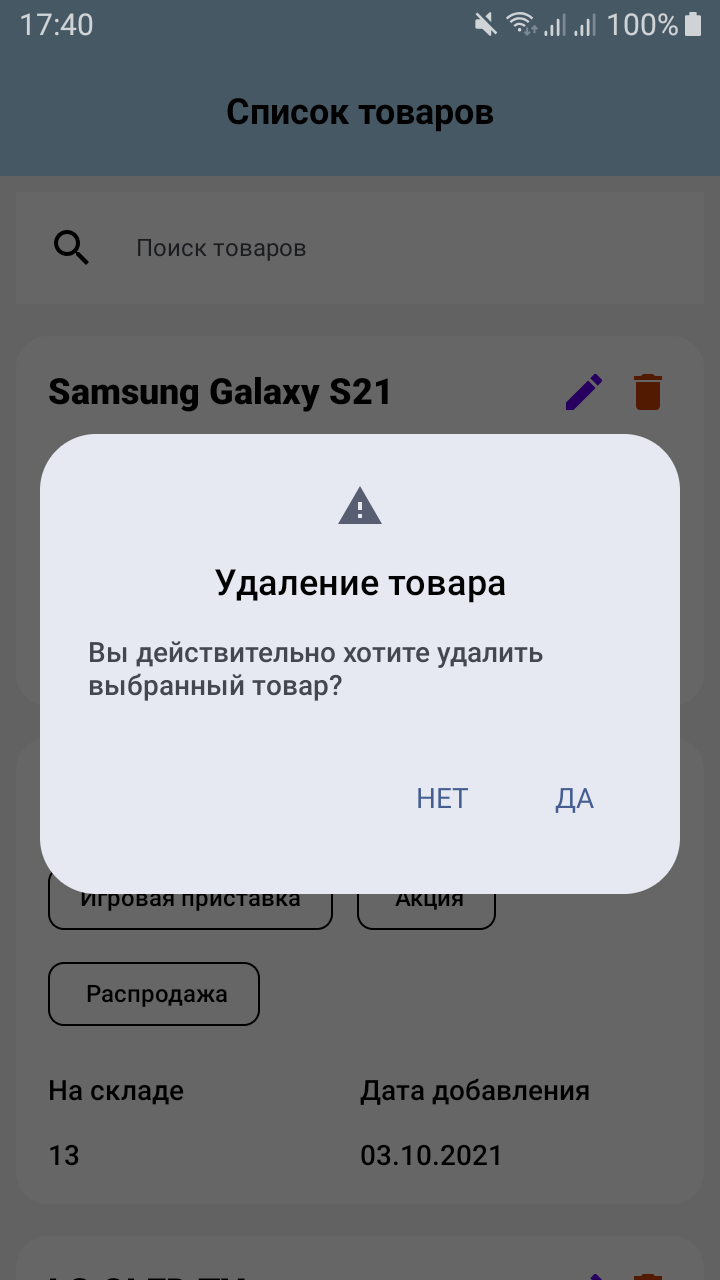 17:40
100%
Список товаров
Поиск товаров
Samsung Galaxy S21
Удаление товара
Вы действительно хотите удалить
выбранный товар?
НЕТ ДА
Игровая приставка Акция
Распродажа
На складе Дата добавления
13 03.10.2021